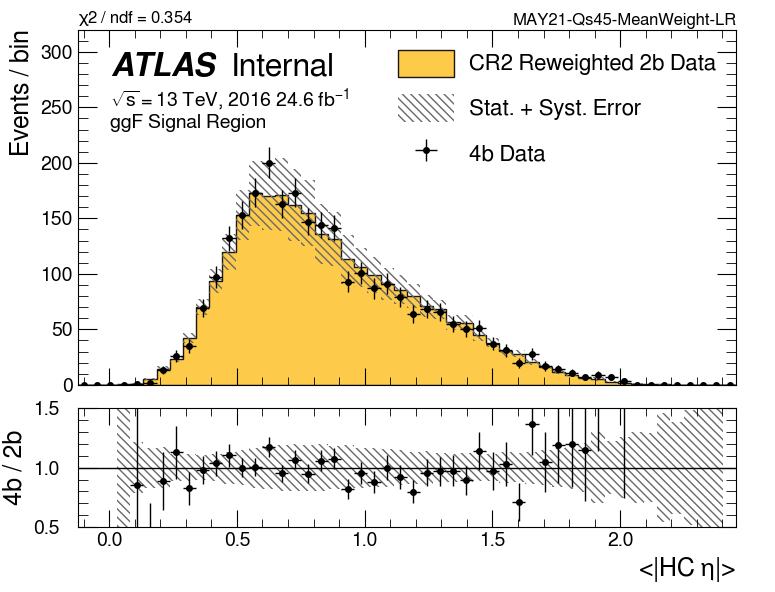 χ² / ndf = 0.354
MAY21-Qs45-MeanWeight-LR
Events / bin
ATLAS Internal
√s = 13 TeV, 2016 24.6 fb⁻¹
ggF Signal Region
CR2 Reweighted 2b Data
Stat. + Syst. Error
4b Data
300
250
200
150
100
50
0
4b / 2b
1.5
1.0
0.5
0.0 0.5 1.0 1.5 2.0
<|HC η|>